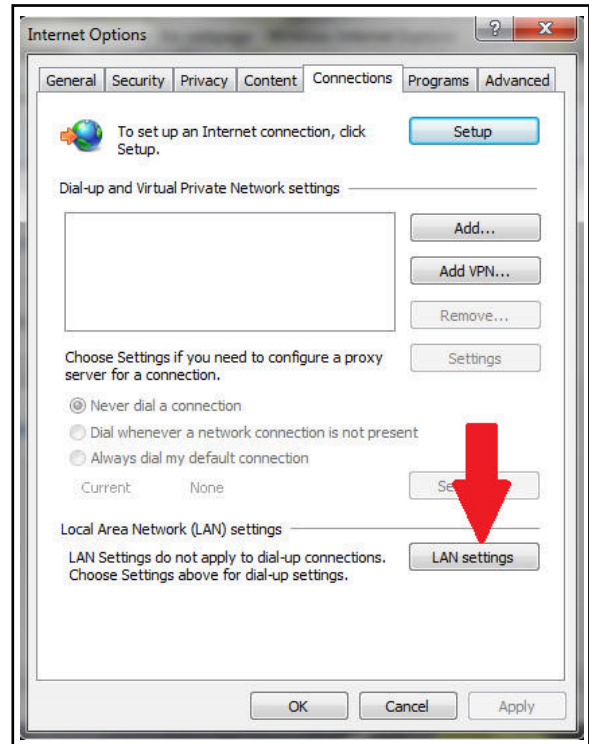 Internet Options
General Security Privacy Content Connections Programs Advanced
To set up an Internet connection, click
Setup.
Setup
Dial-up and Virtual Private Network settings
Add...
Add VPN...
Remove...
Choose Settings if you need to configure a proxy
server for a connection.
Settings
Never dial a connection
Dial whenever a network connection is not present
Always dial my default connection
Current None
Local Area Network (LAN) settings
LAN Settings do not apply to dial-up connections.
Choose Settings above for dial-up settings.
LAN settings
OK Cancel Apply